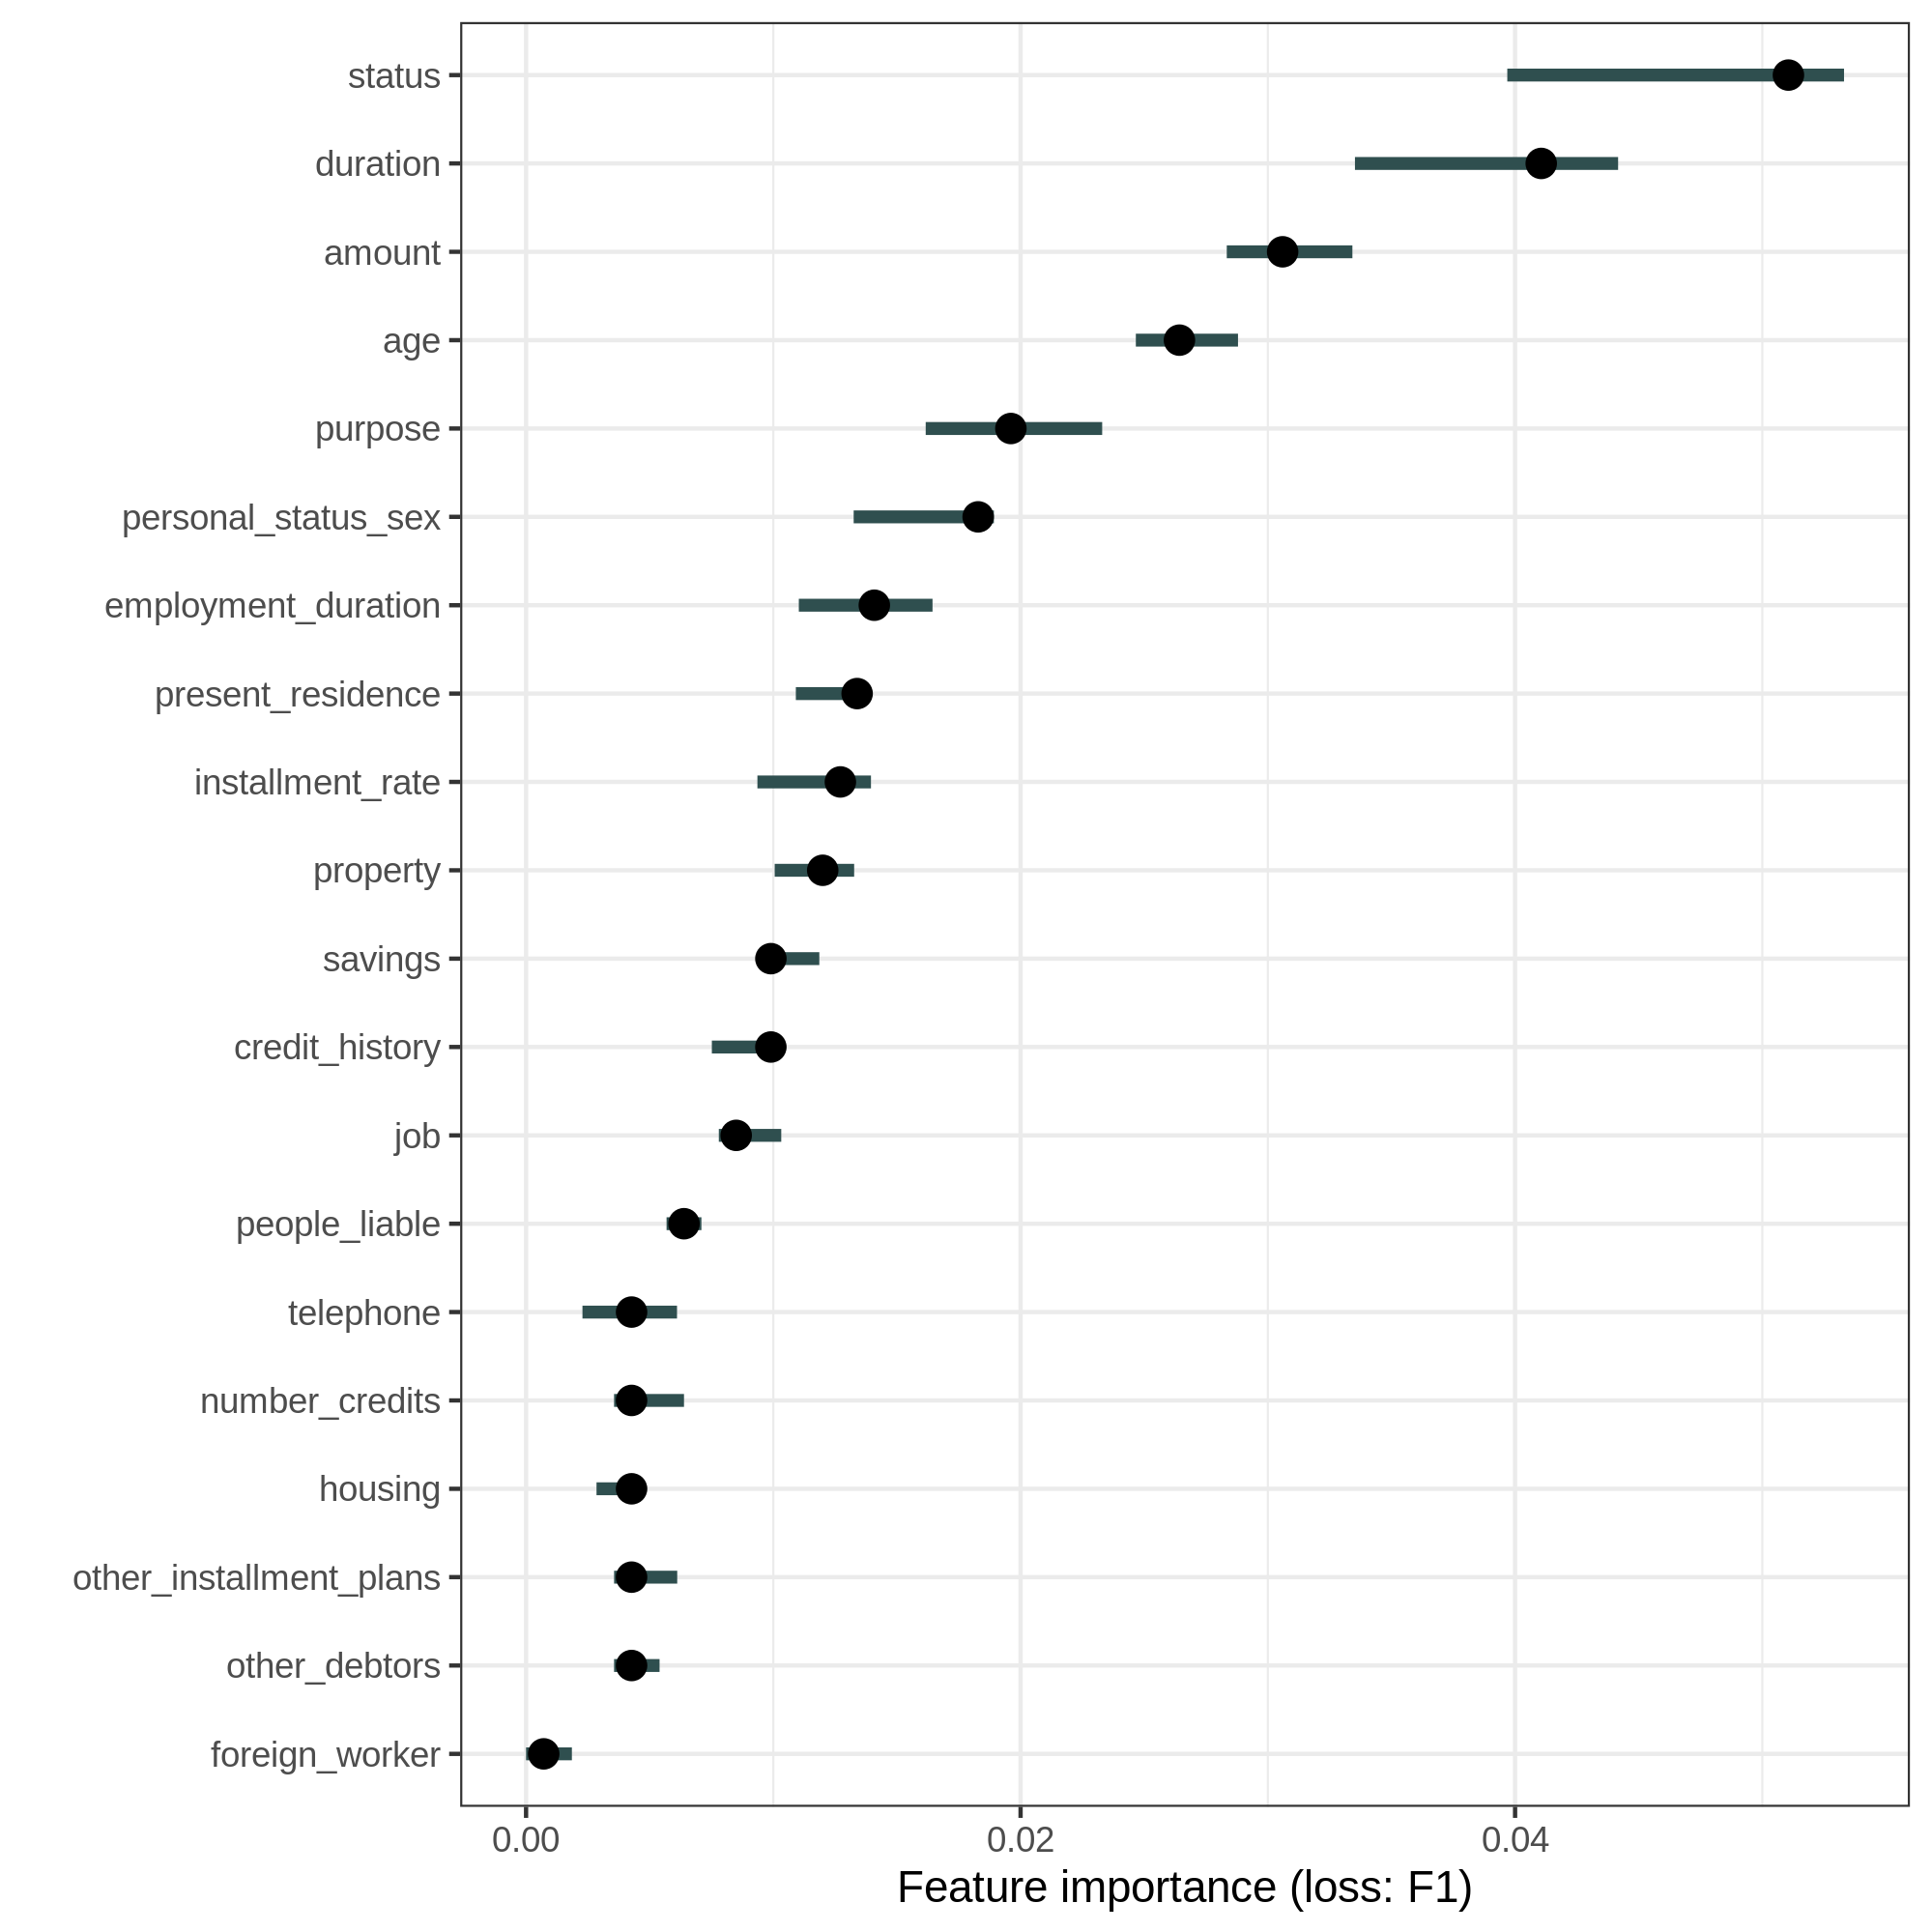 status
duration
amount
age
purpose
personal_status_sex
employment_duration
present_residence
installment_rate
property
savings
credit_history
job
people_liable
telephone
number_credits
housing
other_installment_plans
other_debtors
foreign_worker
0.00 0.02 0.04
Feature importance (loss: F1)